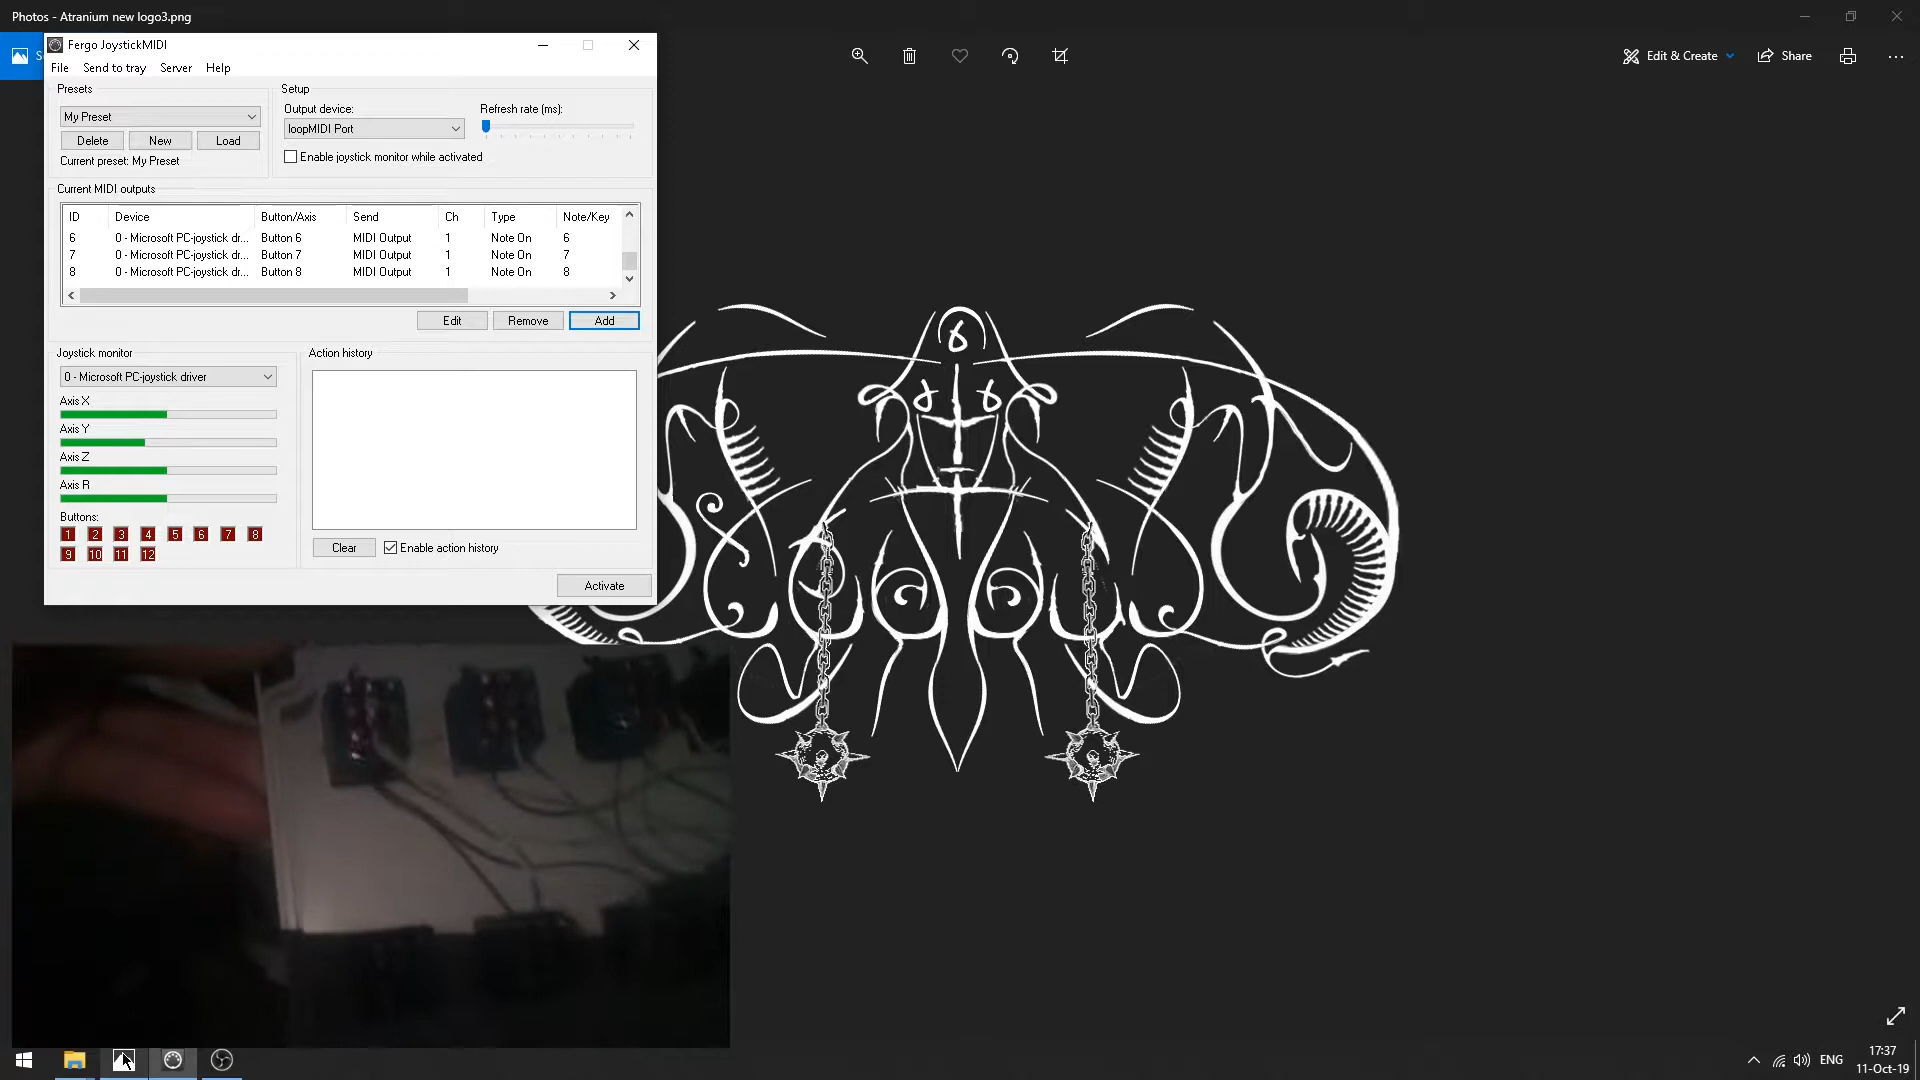 Photos - Atranium new logo3.png
Edit & Create
Share
Fergo JoystickMIDI
File Send to tray Server Help
Presets
My Preset
Delete New Load
Current preset: My Preset
Setup
Output device:
loopMIDI Port
Refresh rate (ms):
Enable joystick monitor while activated
Current MIDI outputs
ID Device Button/Axis Send Ch Type Note/Key
6 0 - Microsoft PC-joystick dr... Button 6 MIDI Output 1 Note On 6
7 0 - Microsoft PC-joystick dr... Button 7 MIDI Output 1 Note On 7
8 0 - Microsoft PC-joystick dr... Button 8 MIDI Output 1 Note On 8
Edit Remove Add
Joystick monitor
0 - Microsoft PC-joystick driver
Axis X
Axis Y
Axis Z
Axis R
Buttons:
1 2 3 4 5 6 7 8
9 10 11 12
Action history
Clear
Enable action history
Activate
ENG
17:37
11-Oct-19